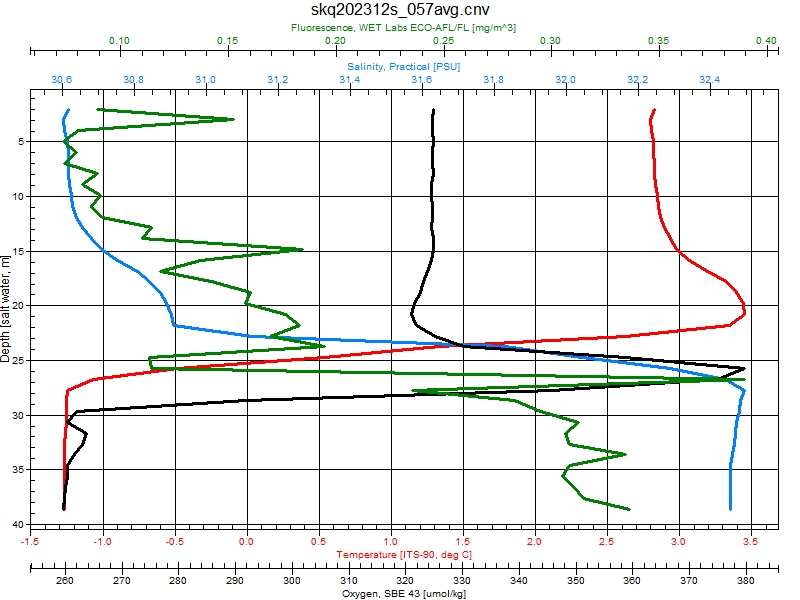 skq202312s_057avg.cnv
Fluorescence, WET Labs ECO-AFL/FL [mg/m^3]
0.10 0.15 0.20 0.25 0.30 0.35 0.40
Salinity, Practical [PSU]
30.6 30.8 31.0 31.2 31.4 31.6 31.8 32.0 32.2 32.4
Depth [salt water, m]
5
10
15
20
25
30
35
40
-1.5 -1.0 -0.5 0.0 0.5 1.0 1.5 2.0 2.5 3.0 3.5
Temperature [ITS-90, deg C]
260 270 280 290 300 310 320 330 340 350 360 370 380
Oxygen, SBE 43 [umol/kg]